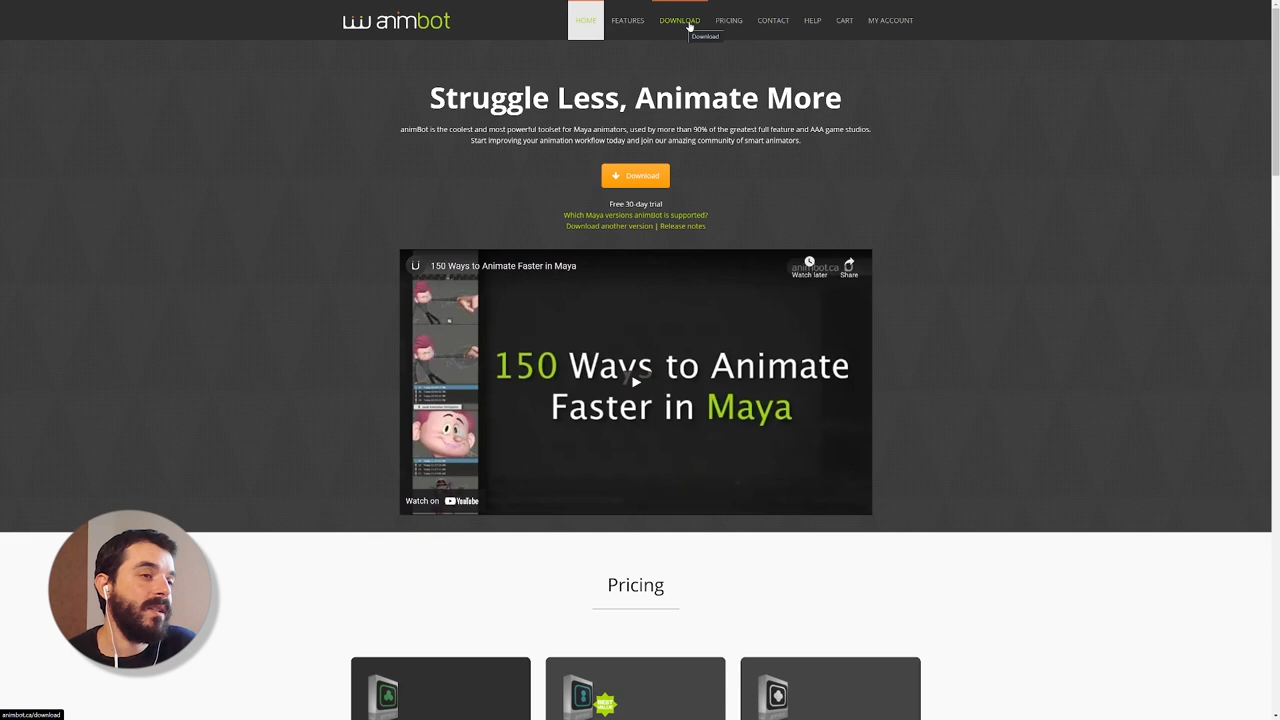 animbot
HOME
FEATURES
DOWNLOAD
PRICING
CONTACT
HELP
CART
MY ACCOUNT
Download
Struggle Less, Animate More
animBot is the coolest and most powerful toolset for Maya animators, used by more than 90% of the greatest full feature and AAA game studios.
Start improving your animation workflow today and join our amazing community of smart animators.
Download
Free 30-day trial
Which Maya versions animBot is supported?
Download another version | Release notes
150 Ways to Animate Faster in Maya
animbot.ca
Watch later
Share
150 Ways to Animate
Faster in Maya
Watch on YouTube
Pricing
BEST
VALUE
animbot.ca/download